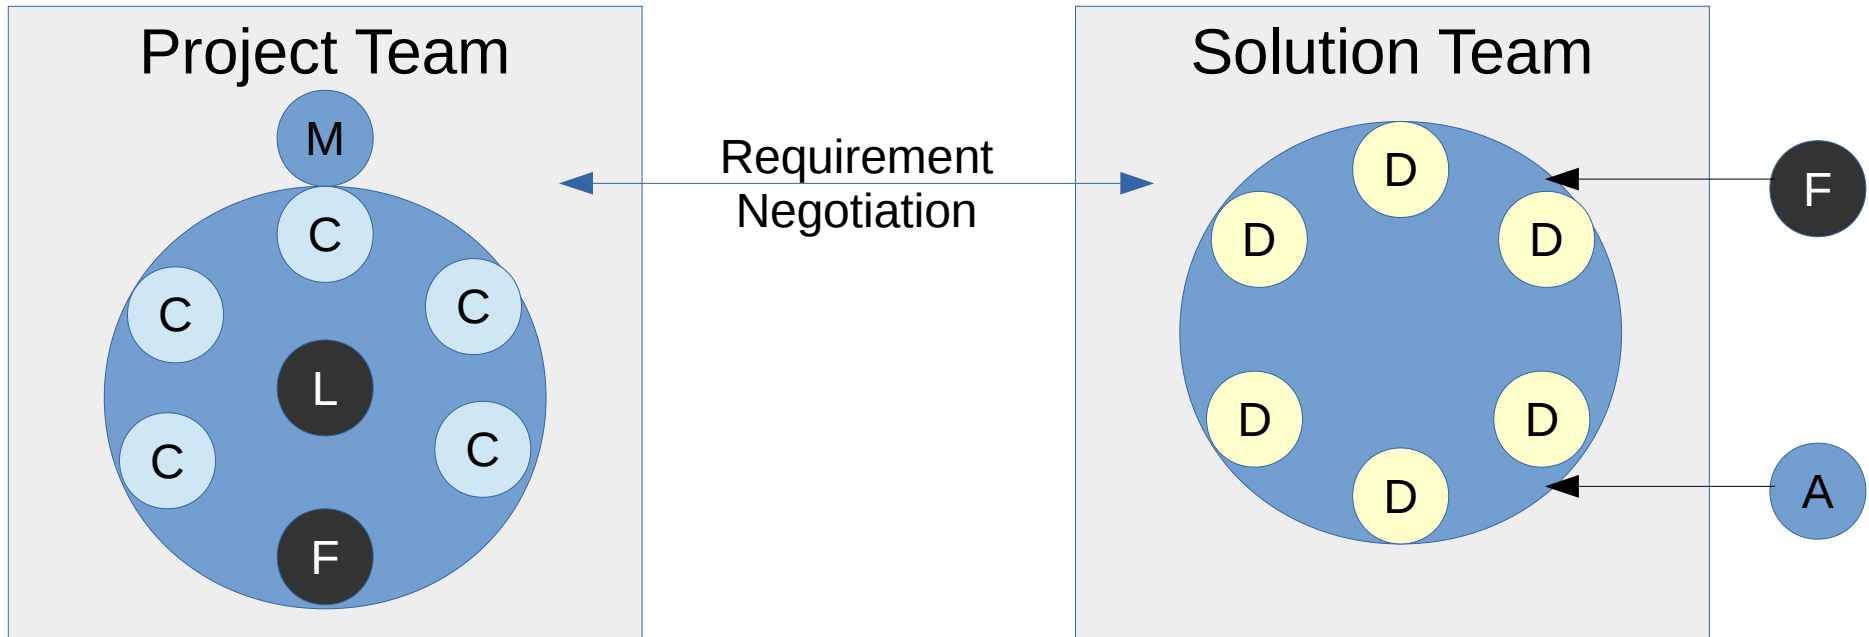 Project Team
M
C
C
C
L
C
C
F
Requirement
Negotiation
Solution Team
D
D
D
D
D
D
F
A